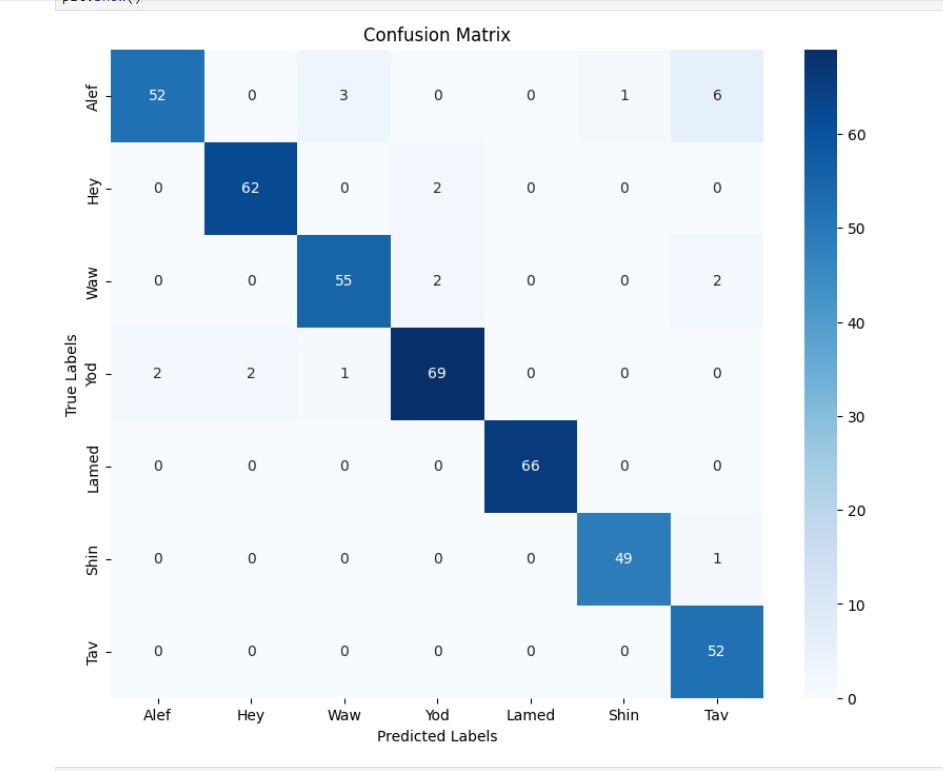 Confusion Matrix
Alef 52 0 3 0 0 1 6
Hey 0 62 0 2 0 0 0
Waw 0 0 55 2 0 0 2
Yod 2 2 1 69 0 0 0
Lamed 0 0 0 0 66 0 0
Shin 0 0 0 0 0 49 1
Tav 0 0 0 0 0 0 52
Alef Hey Waw Yod Lamed Shin Tav
Predicted Labels
True Labels
60
50
40
30
20
10
0